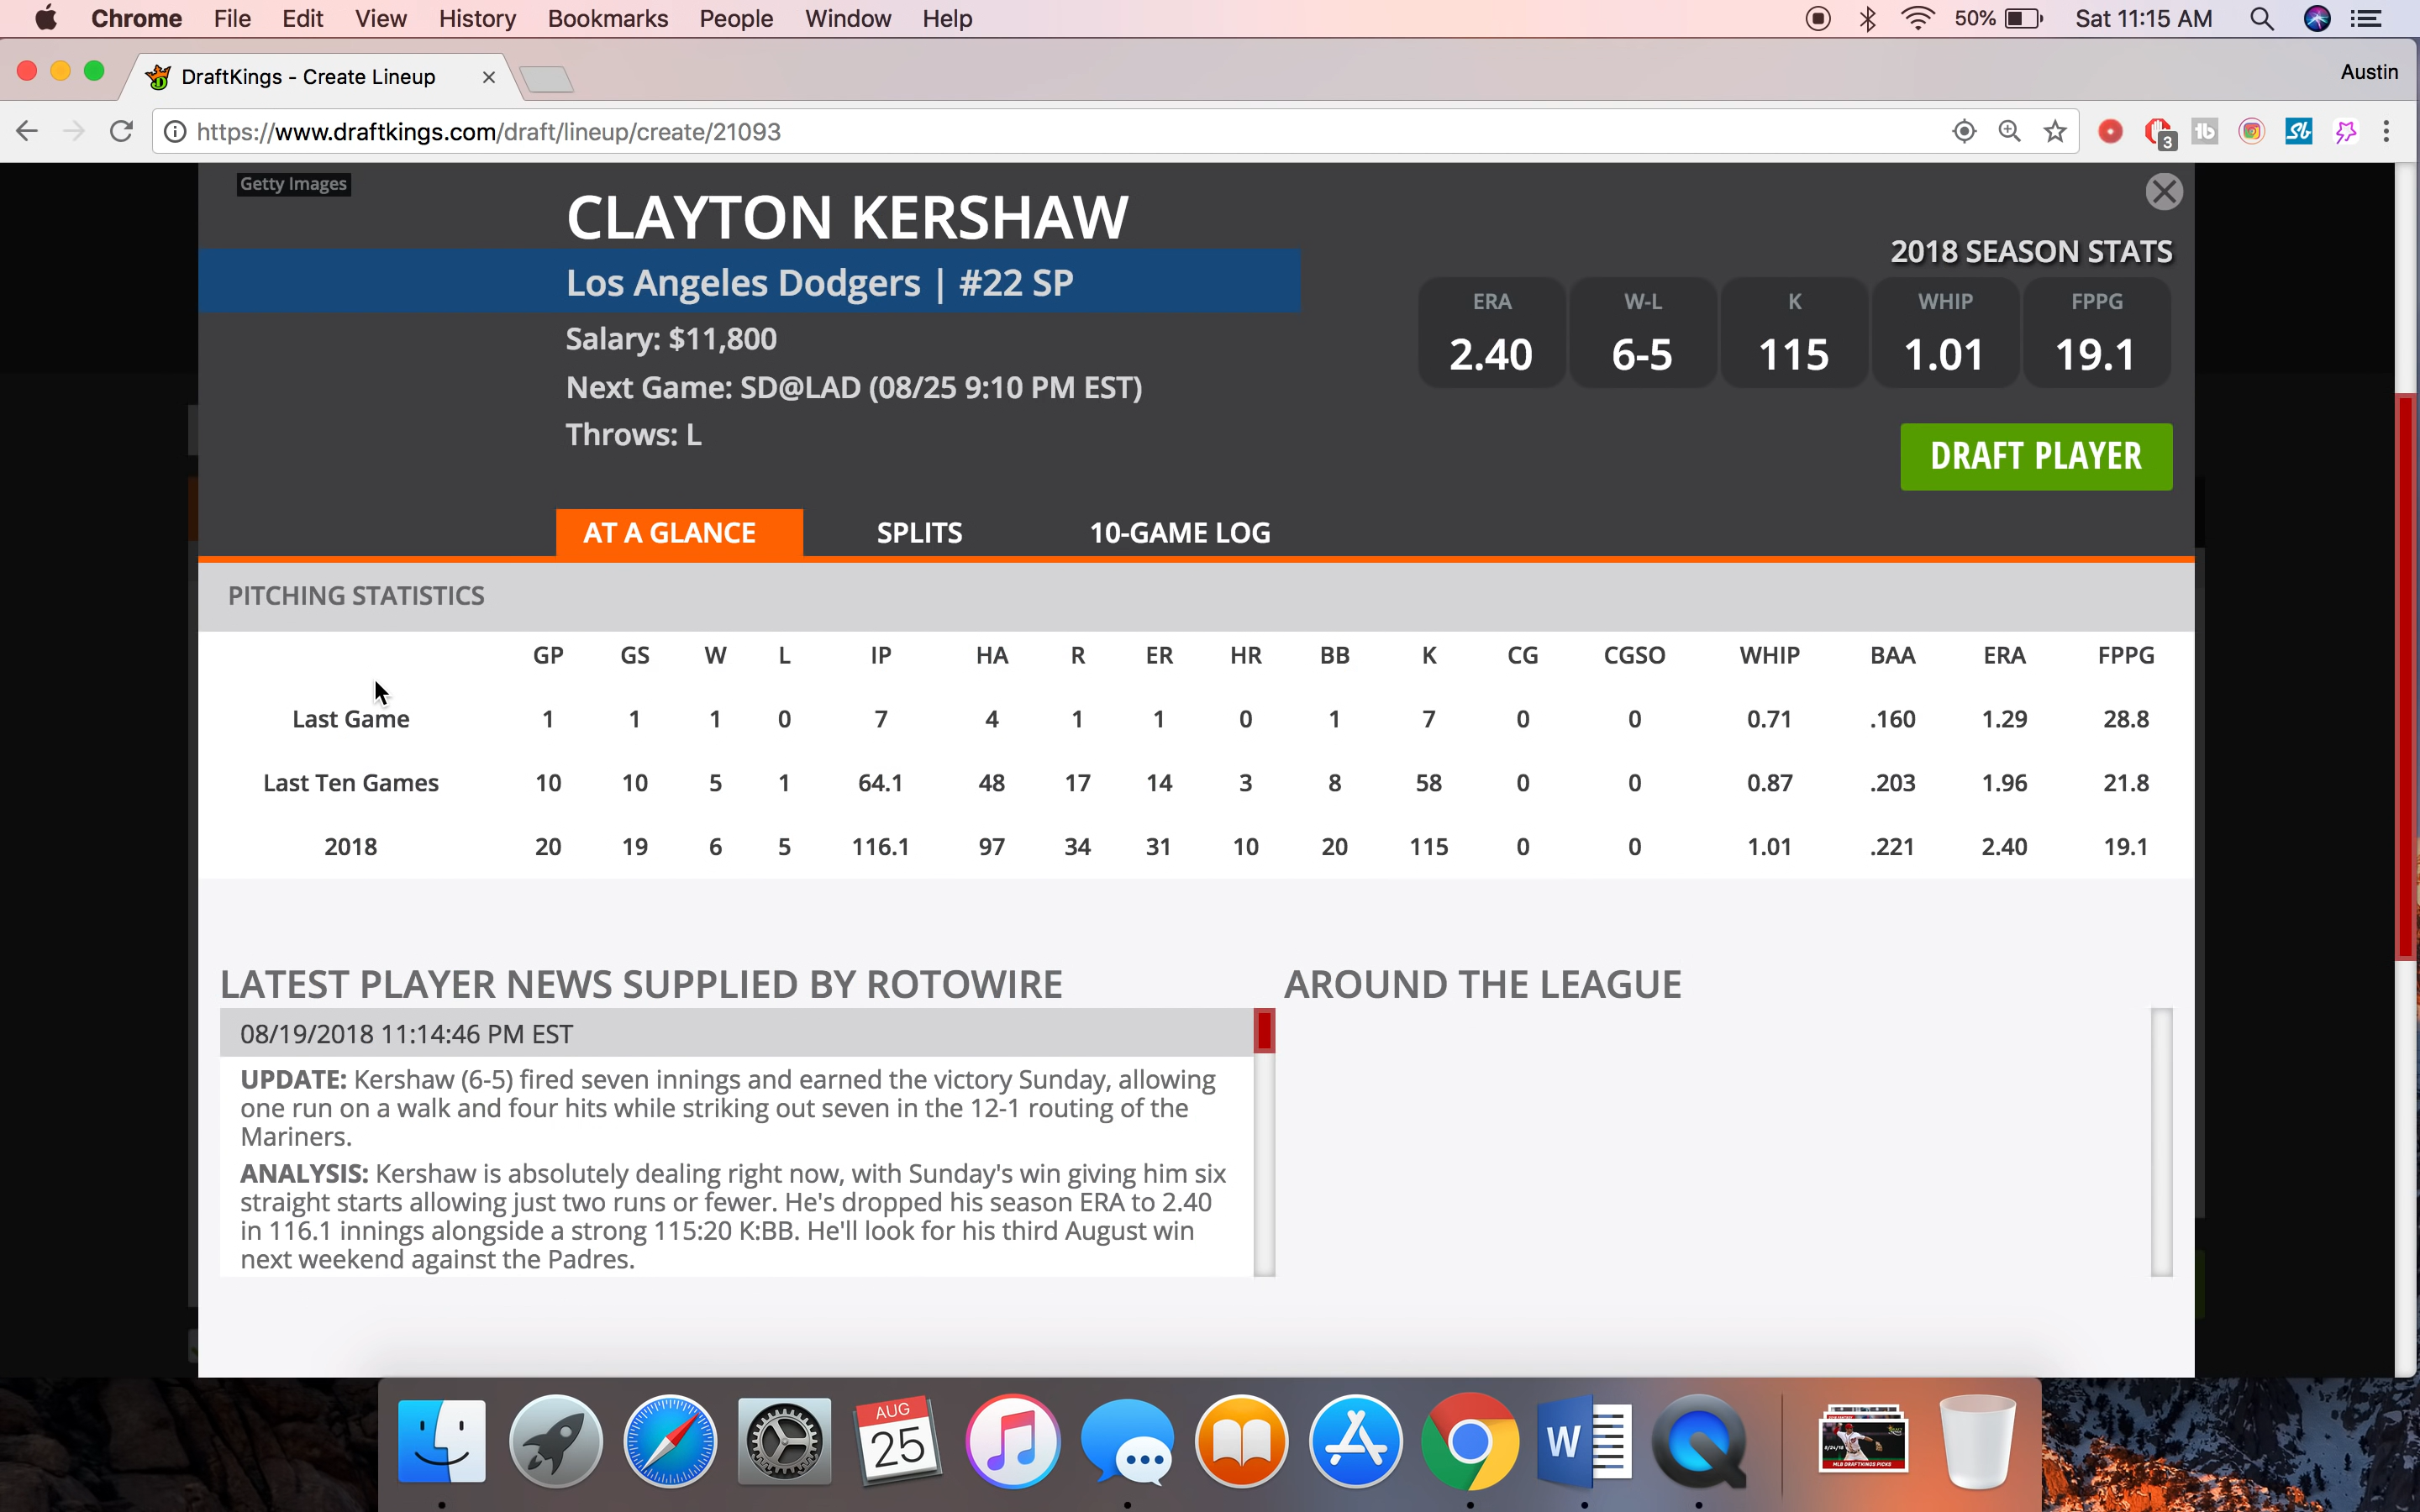 Chrome File Edit View History Bookmarks People Window Help 50% Sat 11:15 AM
DraftKings - Create Lineup Austin
https://www.draftkings.com/draft/lineup/create/21093 3 tb Sb
Getty Images
CLAYTON KERSHAW
Los Angeles Dodgers | #22 SP
2018 SEASON STATS
ERA W-L K WHIP FPPG
2.40 6-5 115 1.01 19.1
Salary: $11,800
Next Game: SD@LAD (08/25 9:10 PM EST)
Throws: L
DRAFT PLAYER
AT A GLANCE SPLITS 10-GAME LOG
PITCHING STATISTICS
GP GS W L IP HA R ER HR BB K CG CGSO WHIP BAA ERA FPPG
Last Game 1 1 1 0 7 4 1 1 0 1 7 0 0 0.71 .160 1.29 28.8
Last Ten Games 10 10 5 1 64.1 48 17 14 3 8 58 0 0 0.87 .203 1.96 21.8
2018 20 19 6 5 116.1 97 34 31 10 20 115 0 0 1.01 .221 2.40 19.1
LATEST PLAYER NEWS SUPPLIED BY ROTOWIRE
AROUND THE LEAGUE
08/19/2018 11:14:46 PM EST
UPDATE: Kershaw (6-5) fired seven innings and earned the victory Sunday, allowing
one run on a walk and four hits while striking out seven in the 12-1 routing of the
Mariners.
ANALYSIS: Kershaw is absolutely dealing right now, with Sunday's win giving him six
straight starts allowing just two runs or fewer. He's dropped his season ERA to 2.40
in 116.1 innings alongside a strong 115:20 K:BB. He'll look for his third August win
next weekend against the Padres.
AUG
25
W
8/24/18
MLB DRAFTKINGS PICKS